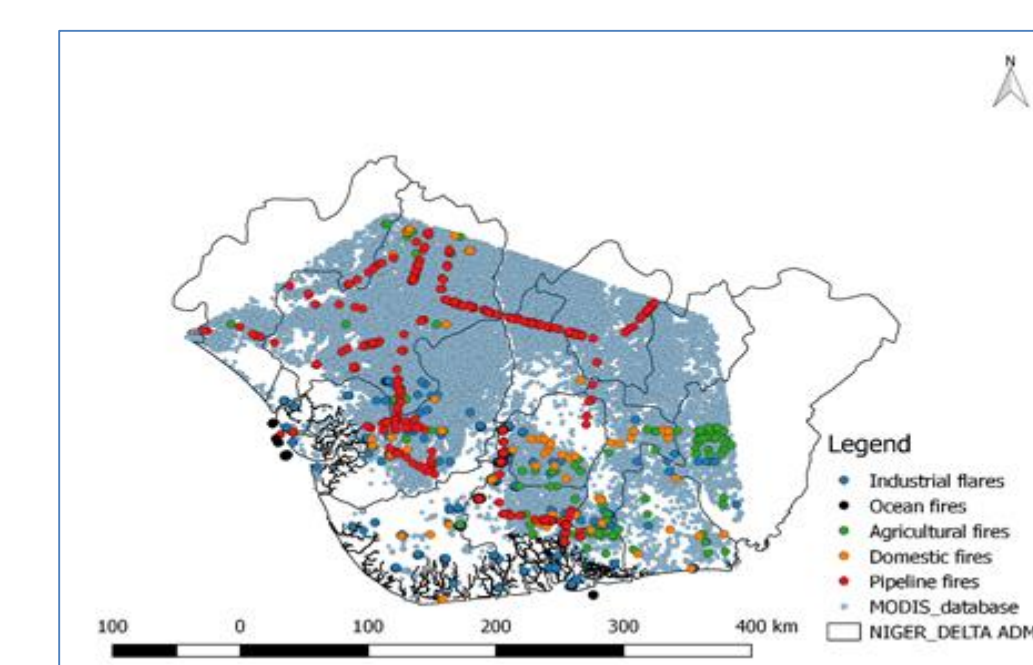 N
Legend
Industrial flares
Ocean fires
Agricultural fires
Domestic fires
Pipeline fires
MODIS_database
NIGER_DELTA ADM
100 0 100 200 300 400 km